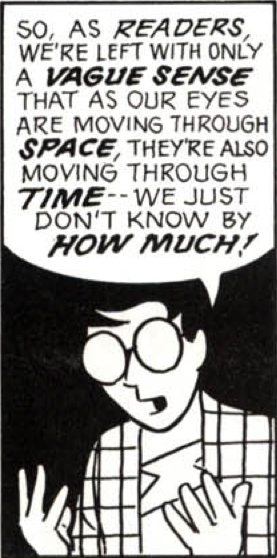 SO, AS READERS,
WE'RE LEFT WITH ONLY
A VAGUE SENSE
THAT AS OUR EYES
ARE MOVING THROUGH
SPACE, THEY'RE ALSO
MOVING THROUGH
TIME--WE JUST
DON'T KNOW BY
HOW MUCH!